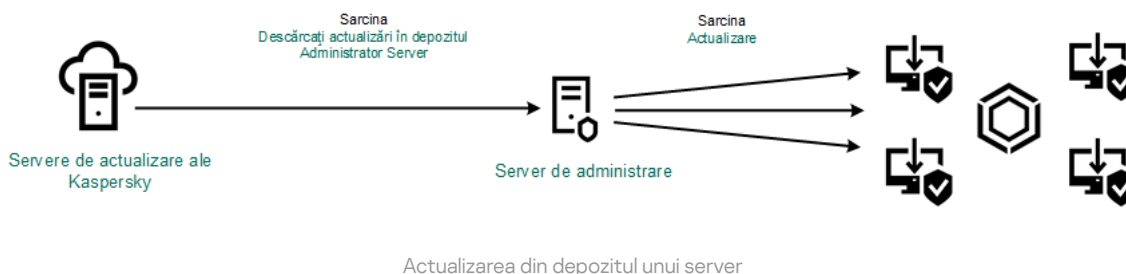 Sarcina
Descărcați actualizări în depozitul
Administrator Server
Sarcina
Actualizare
Servere de actualizare ale
Kaspersky
Server de administrare
Actualizarea din depozitul unui server